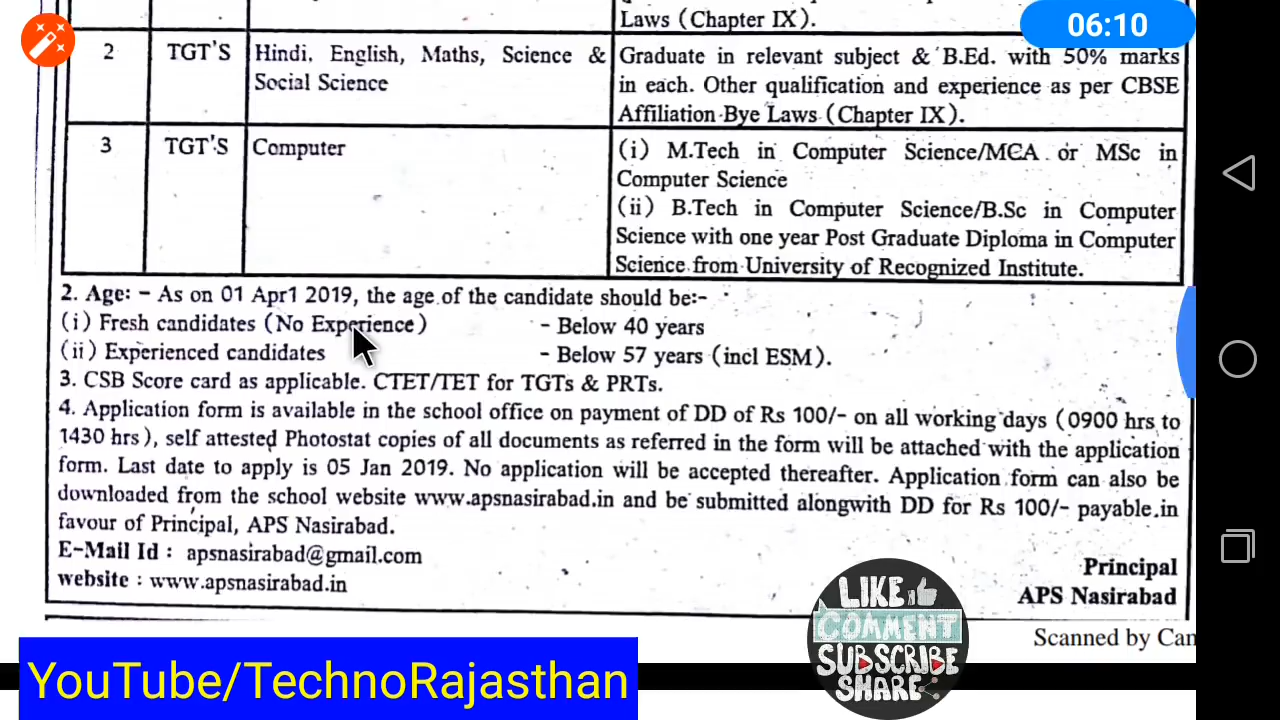 Laws (Chapter IX).
06:10
2 TGT'S Hindi, English, Maths, Science & Graduate in relevant subject & B.Ed. with 50% marks
Social Science in each. Other qualification and experience as per CBSE
Affiliation Bye Laws (Chapter IX).
3 TGT'S Computer (i) M.Tech in Computer Science/MCA or MSc in
Computer Science
(ii) B.Tech in Computer Science/B.Sc in Computer
Science with one year Post Graduate Diploma in Computer
Science from University of Recognized Institute.
2. Age: - As on 01 Apr1 2019, the age of the candidate should be:-
(i) Fresh candidates (No Experience) - Below 40 years
(ii) Experienced candidates - Below 57 years (incl ESM).
3. CSB Score card as applicable. CTET/TET for TGTs & PRTs.
4. Application form is available in the school office on payment of DD of Rs 100/- on all working days (0900 hrs to
1430 hrs), self attested Photostat copies of all documents as referred in the form will be attached with the application
form. Last date to apply is 05 Jan 2019. No application will be accepted thereafter. Application form can also be
downloaded from the school website www.apsnasirabad.in and be submitted alongwith DD for Rs 100/- payable in
favour of Principal, APS Nasirabad.
E-Mail Id : apsnasirabad@gmail.com
website : www.apsnasirabad.in
Principal
APS Nasirabad
Scanned by Cam
LIKE
COMMENT
SUBSCRIBE
SHARE
YouTube/TechnoRajasthan